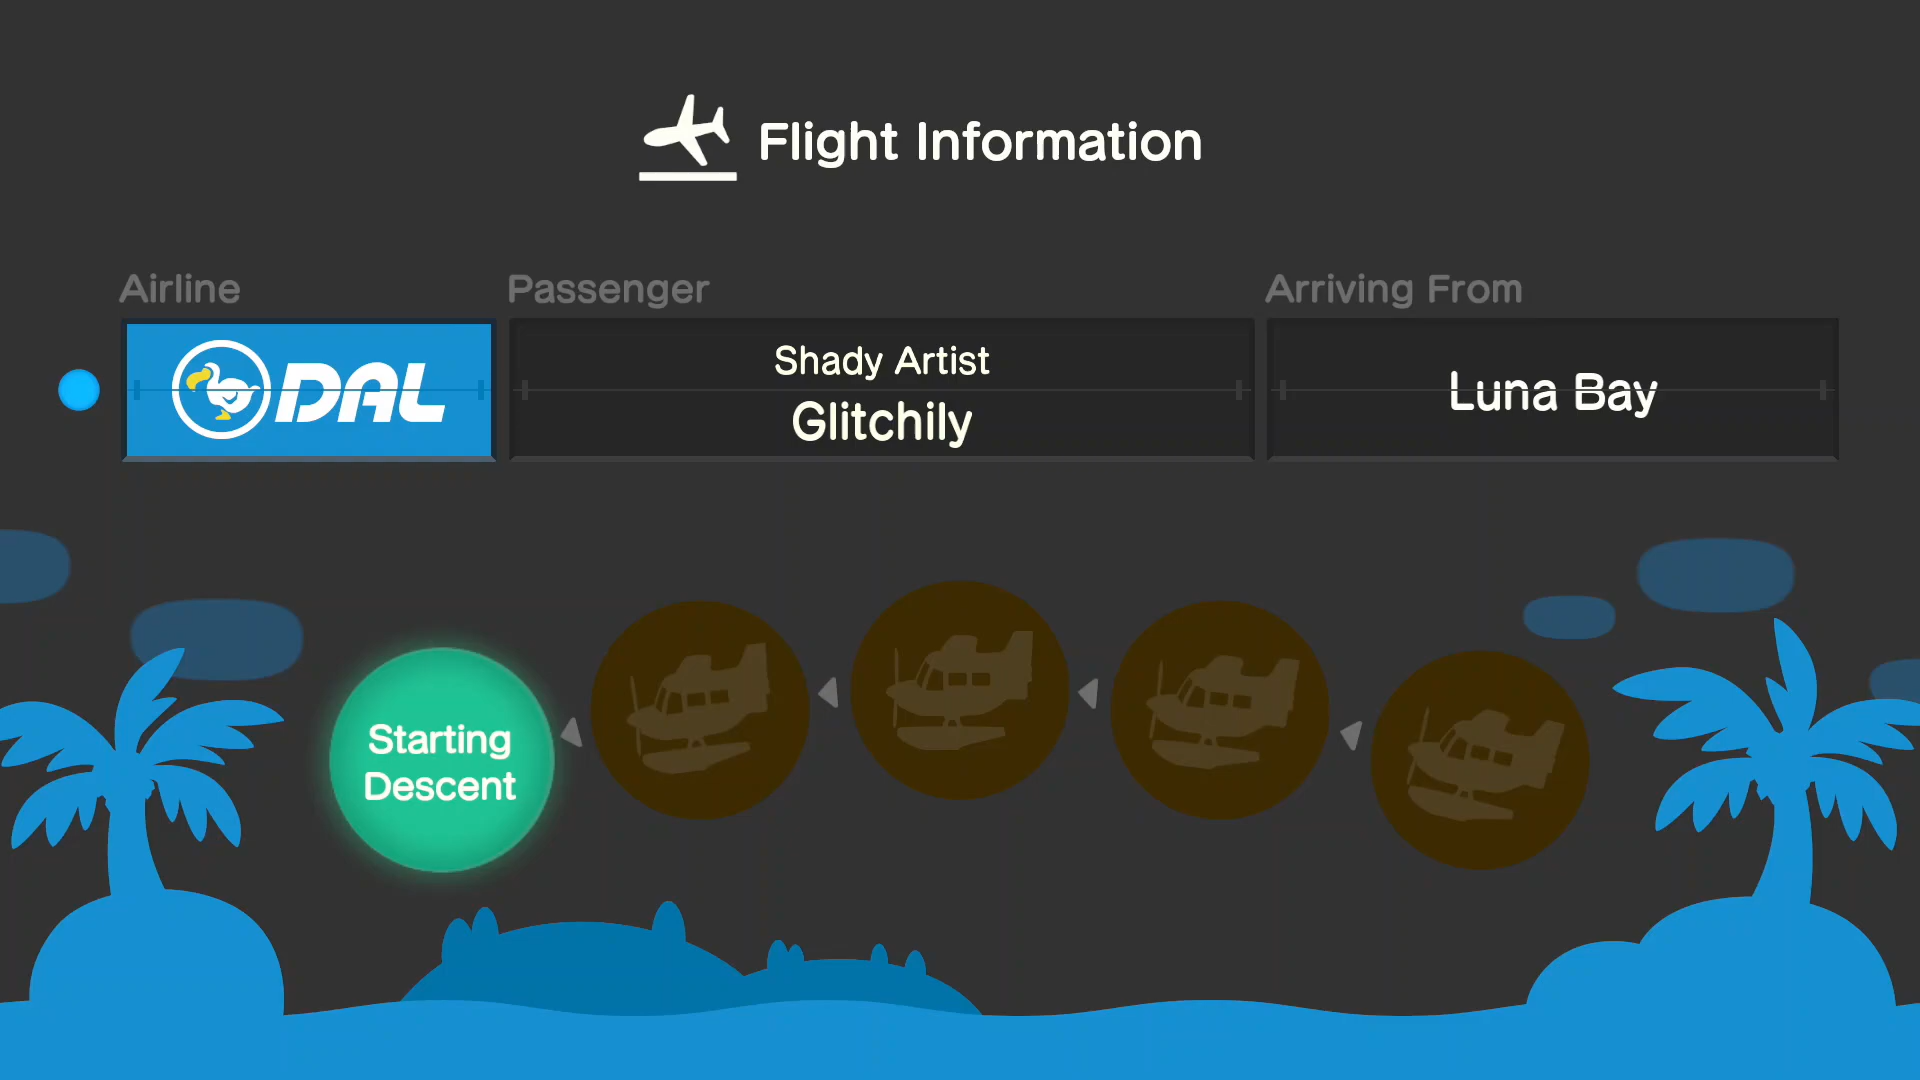 Flight Information
Airline
Passenger
Arriving From
DAL
Shady Artist
Glitchily
Luna Bay
Starting
Descent